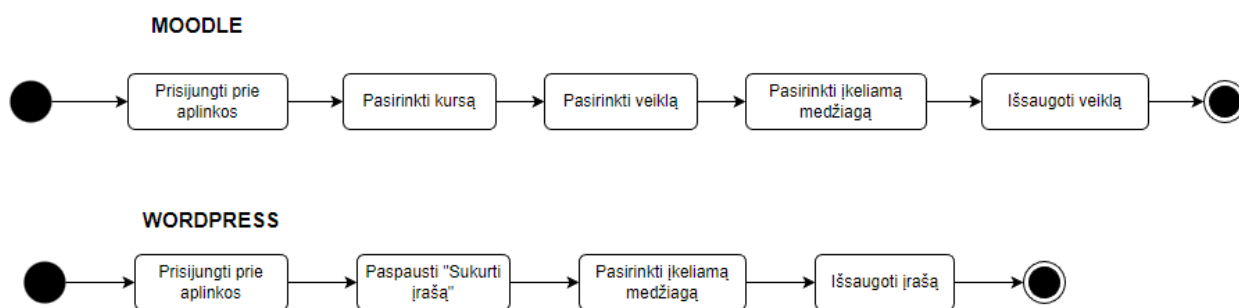 MOODLE
Prisijungti prie
aplinkos
Pasirinkti kursą
Pasirinkti veiklą
Pasirinkti įkeliamą
medžiagą
Išsaugoti veiklą
WORDPRESS
Prisijungti prie
aplinkos
Paspausti "Sukurti
įrašą"
Pasirinkti įkeliamą
medžiagą
Išsaugoti įrašą